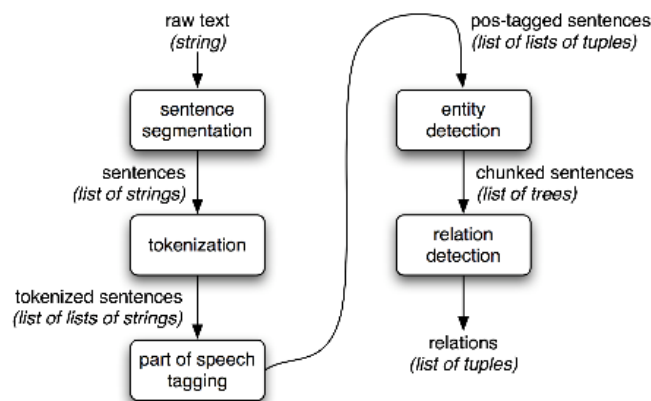 raw text
(string)
sentence
segmentation
sentences
(list of strings)
tokenization
tokenized sentences
(list of lists of strings)
part of speech
tagging
pos-tagged sentences
(list of lists of tuples)
entity
detection
chunked sentences
(list of trees)
relation
detection
relations
(list of tuples)